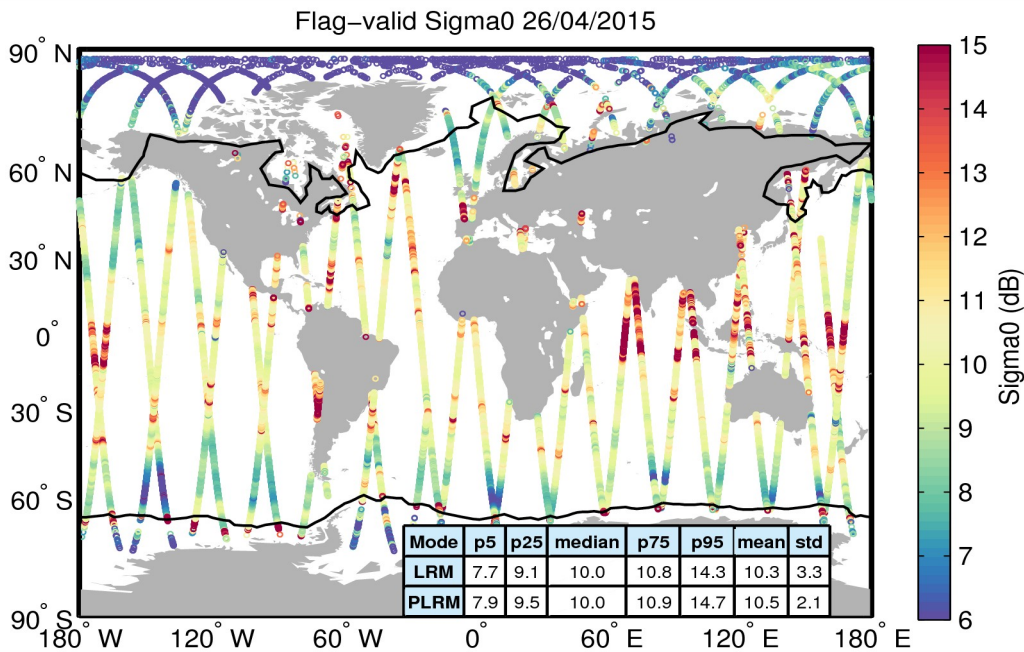 Flag−valid Sigma0 26/04/2015
90° N
60° N
30° N
0°
30° S
60° S
90° S
180° W
120° W
60° W
0°
60° E
120° E
180° E
Mode p5 p25 median p75 p95 mean std
LRM 7.7 9.1 10.0 10.8 14.3 10.3 3.3
PLRM 7.9 9.5 10.0 10.9 14.7 10.5 2.1
15
14
13
12
11
10
9
8
7
6
Sigma0 (dB)